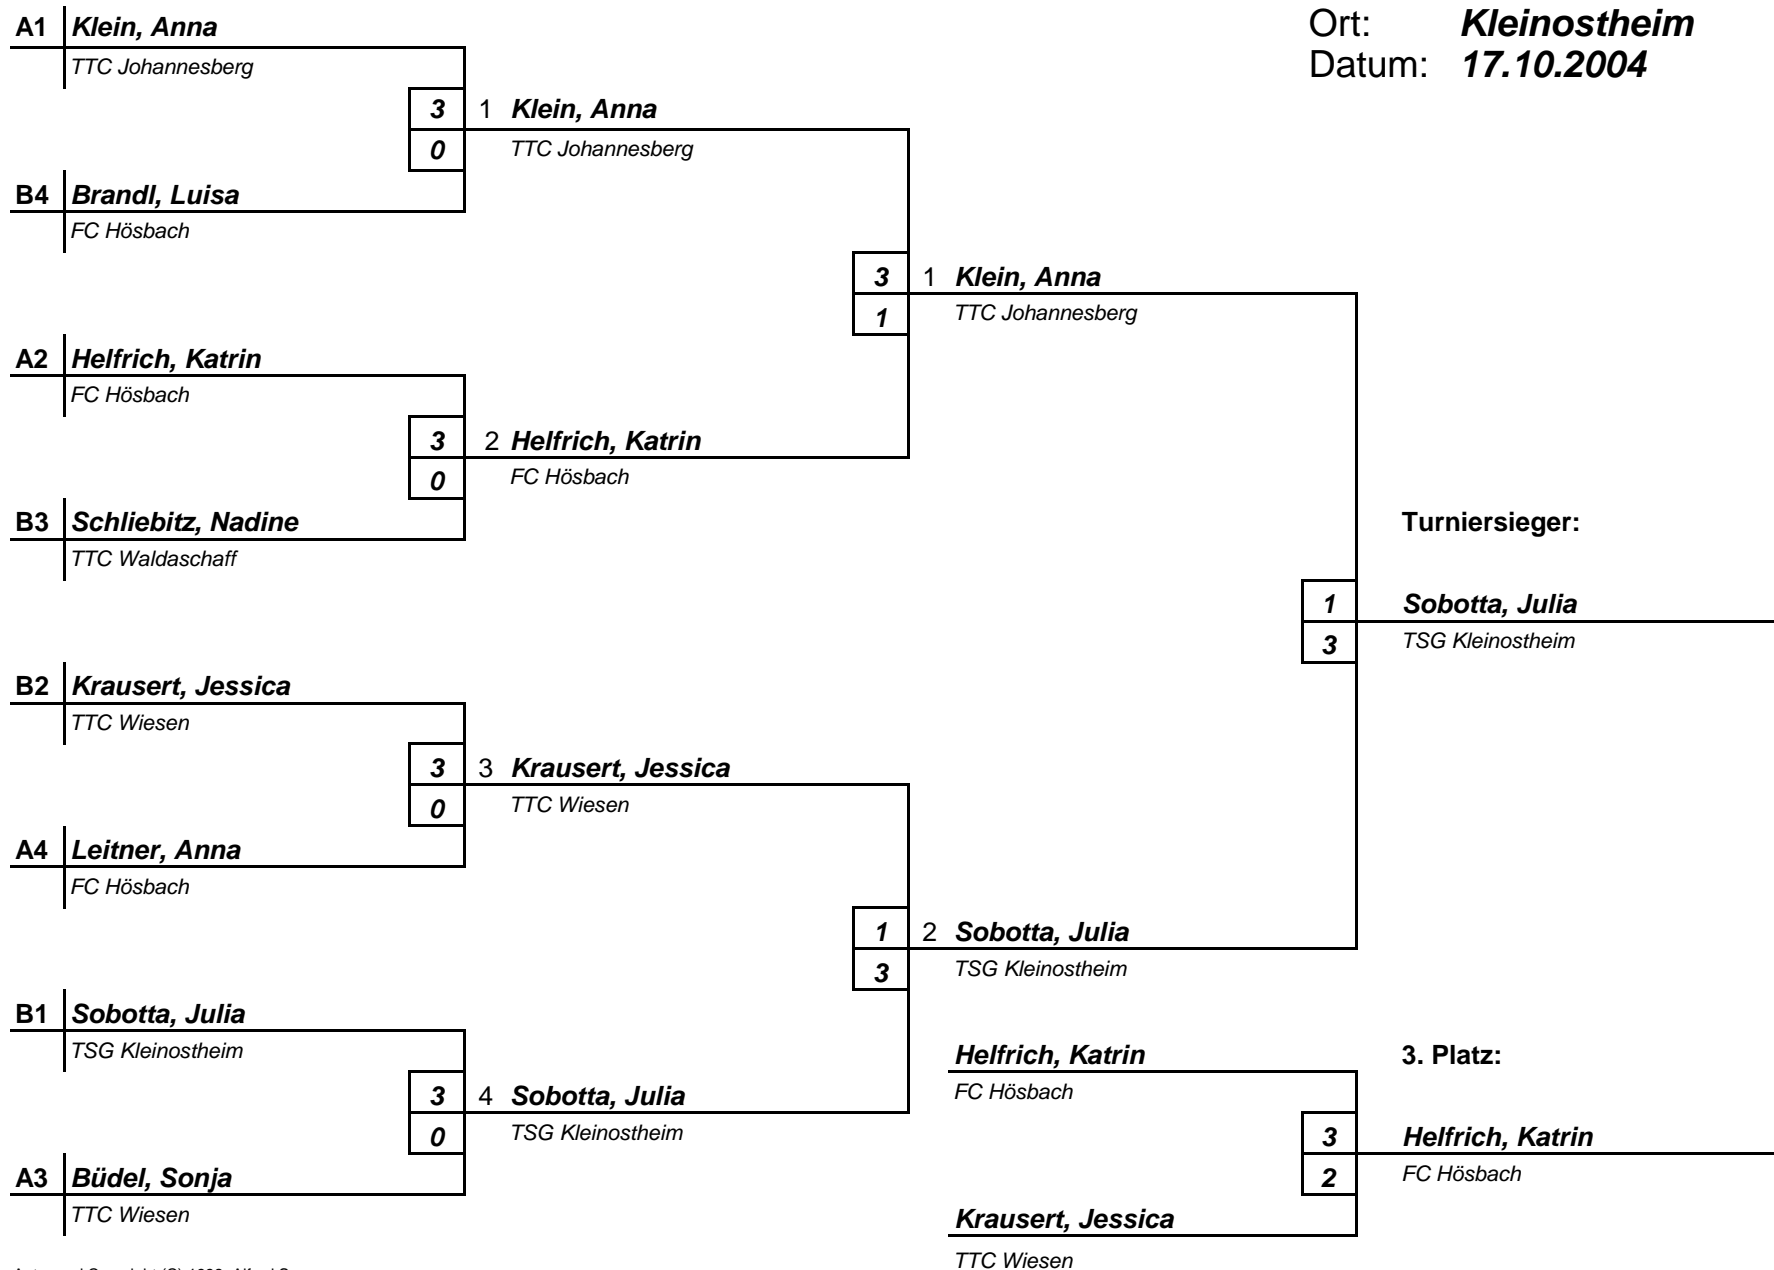 Ort: Kleinostheim
Datum: 17.10.2004
A1 Klein, Anna
TTC Johannesberg
3 1 Klein, Anna
0 TTC Johannesberg
B4 Brandl, Luisa
FC Hösbach
3 1 Klein, Anna
1 TTC Johannesberg
A2 Helfrich, Katrin
FC Hösbach
3 2 Helfrich, Katrin
0 FC Hösbach
B3 Schliebitz, Nadine
TTC Waldaschaff
Turniersieger:
1 Sobotta, Julia
3 TSG Kleinostheim
B2 Krausert, Jessica
TTC Wiesen
3 3 Krausert, Jessica
0 TTC Wiesen
A4 Leitner, Anna
FC Hösbach
1 2 Sobotta, Julia
3 TSG Kleinostheim
B1 Sobotta, Julia
TSG Kleinostheim
3 4 Sobotta, Julia
0 TSG Kleinostheim
A3 Büdel, Sonja
TTC Wiesen
Helfrich, Katrin
FC Hösbach
3. Platz:
3 Helfrich, Katrin
2 FC Hösbach
Krausert, Jessica
TTC Wiesen